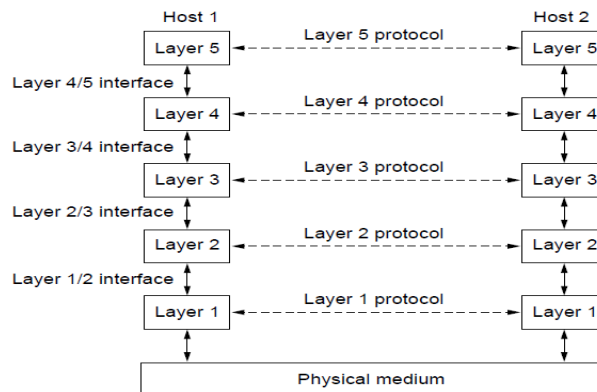 Host 1 Host 2
Layer 5 protocol
Layer 5 Layer 5
Layer 4/5 interface
Layer 4 protocol
Layer 4 Layer 4
Layer 3/4 interface
Layer 3 protocol
Layer 3 Layer 3
Layer 2/3 interface
Layer 2 protocol
Layer 2 Layer 2
Layer 1/2 interface
Layer 1 protocol
Layer 1 Layer 1
Physical medium